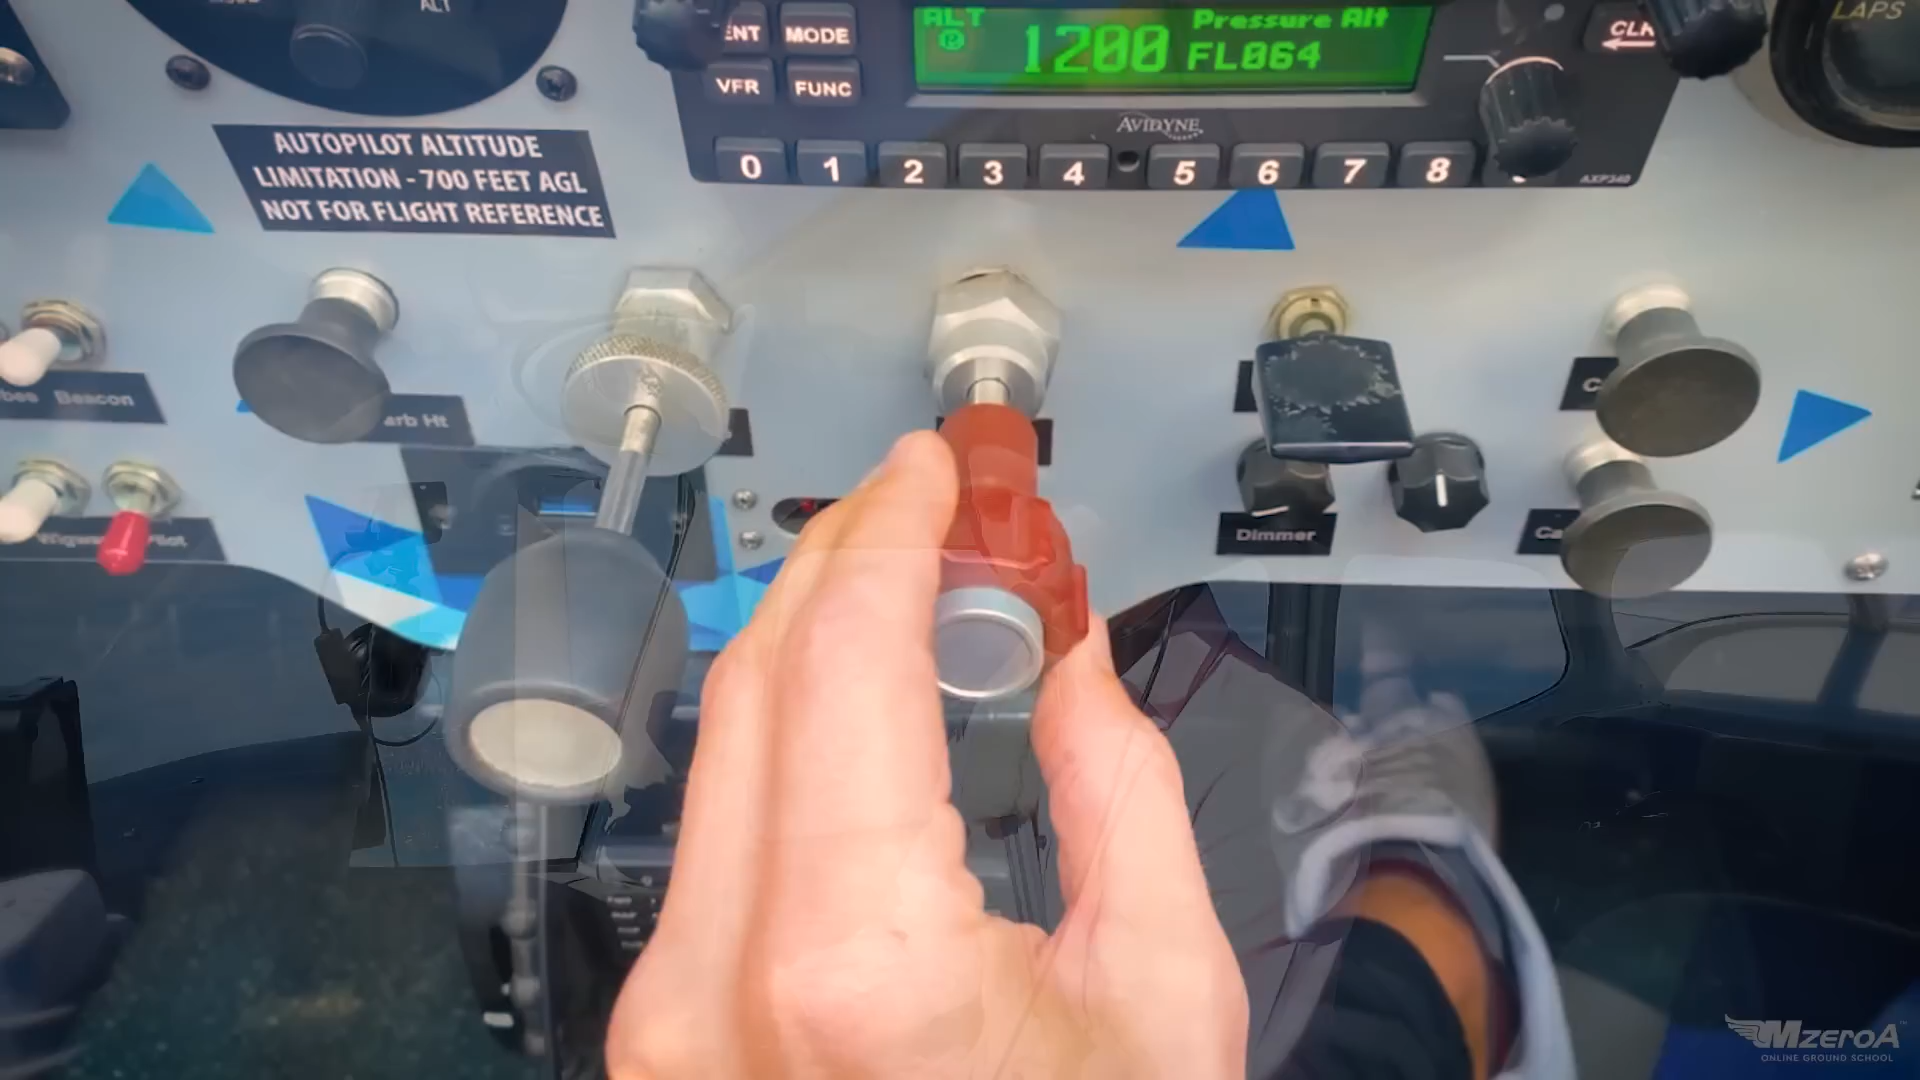 ALT
LAPS
ENT
MODE
ALT
1200
Pressure Alt
FL064
CLR
VFR
FUNC
AVIDYNE
0 1 2 3 4 5 6 7 8
AXP340
AUTOPILOT ALTITUDE
LIMITATION - 700 FEET AGL
NOT FOR FLIGHT REFERENCE
Beacon
arb Ht
Dimmer
MzeroA
ONLINE GROUND SCHOOL